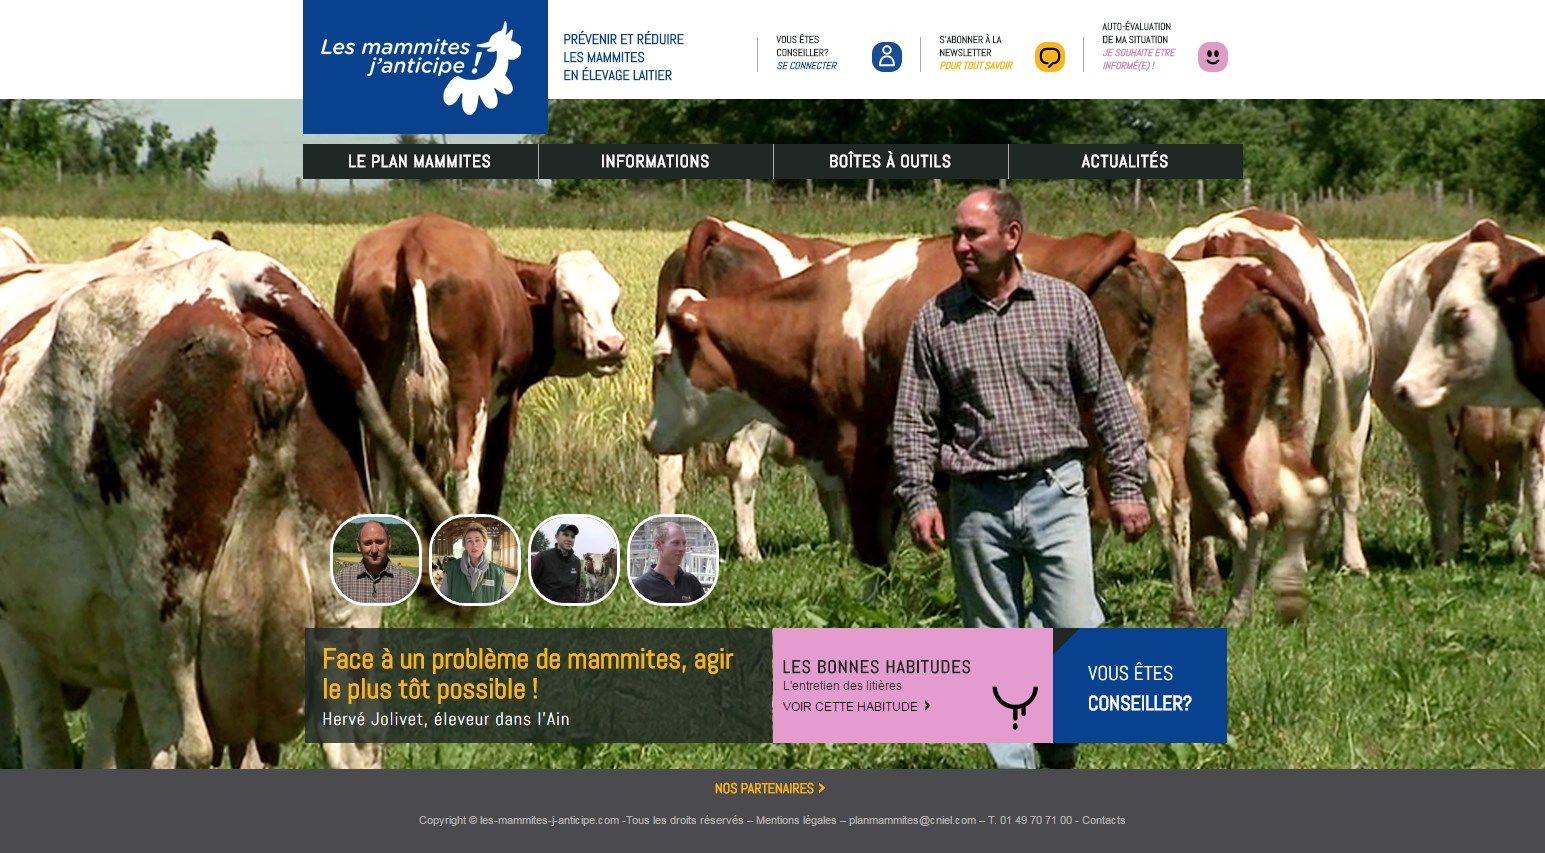 Les mammites
j'anticipe !
PRÉVENIR ET RÉDUIRE
LES MAMMITES
EN ÉLEVAGE LAITIER
VOUS ÊTES
CONSEILLER?
SE CONNECTER
S'ABONNER À LA
NEWSLETTER
POUR TOUT SAVOIR
AUTO-ÉVALUATION
DE MA SITUATION
JE SOUHAITE ETRE
INFORMÉ(E) !
LE PLAN MAMMITES
INFORMATIONS
BOÎTES À OUTILS
ACTUALITÉS
Face à un problème de mammites, agir
le plus tôt possible !
Hervé Jolivet, éleveur dans l'Ain
LES BONNES HABITUDES
L'entretien des litières
VOIR CETTE HABITUDE >
VOUS ÊTES
CONSEILLER?
NOS PARTENAIRES >
Copyright © les-mammites-j-anticipe.com -Tous les droits réservés – Mentions légales – planmammites@cniel.com – T. 01 49 70 71 00 - Contacts